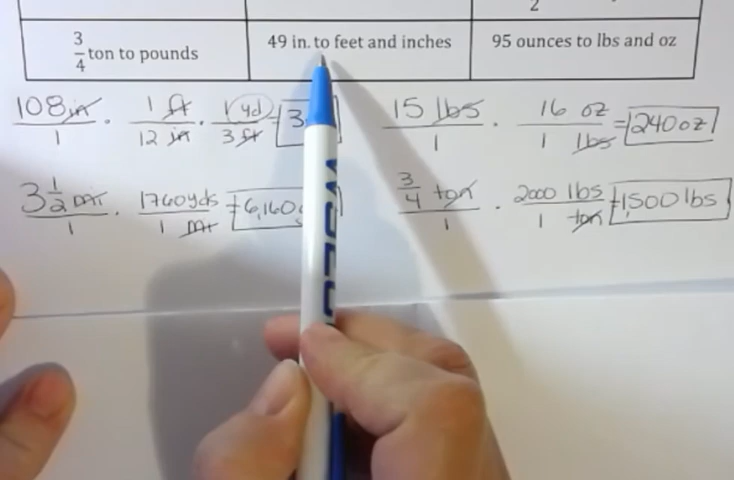 2
3/4 ton to pounds
49 in. to feet and inches
95 ounces to lbs and oz
108 in/1 · 1 ft/12 in · 1 yd/3 ft = 3
15 lbs/1 · 16 oz/1 lbs = 240 oz
3 1/2 mi/1 · 1760 yds/1 mi = 6,160
3/4 ton/1 · 2000 lbs/1 ton = 1,500 lbs